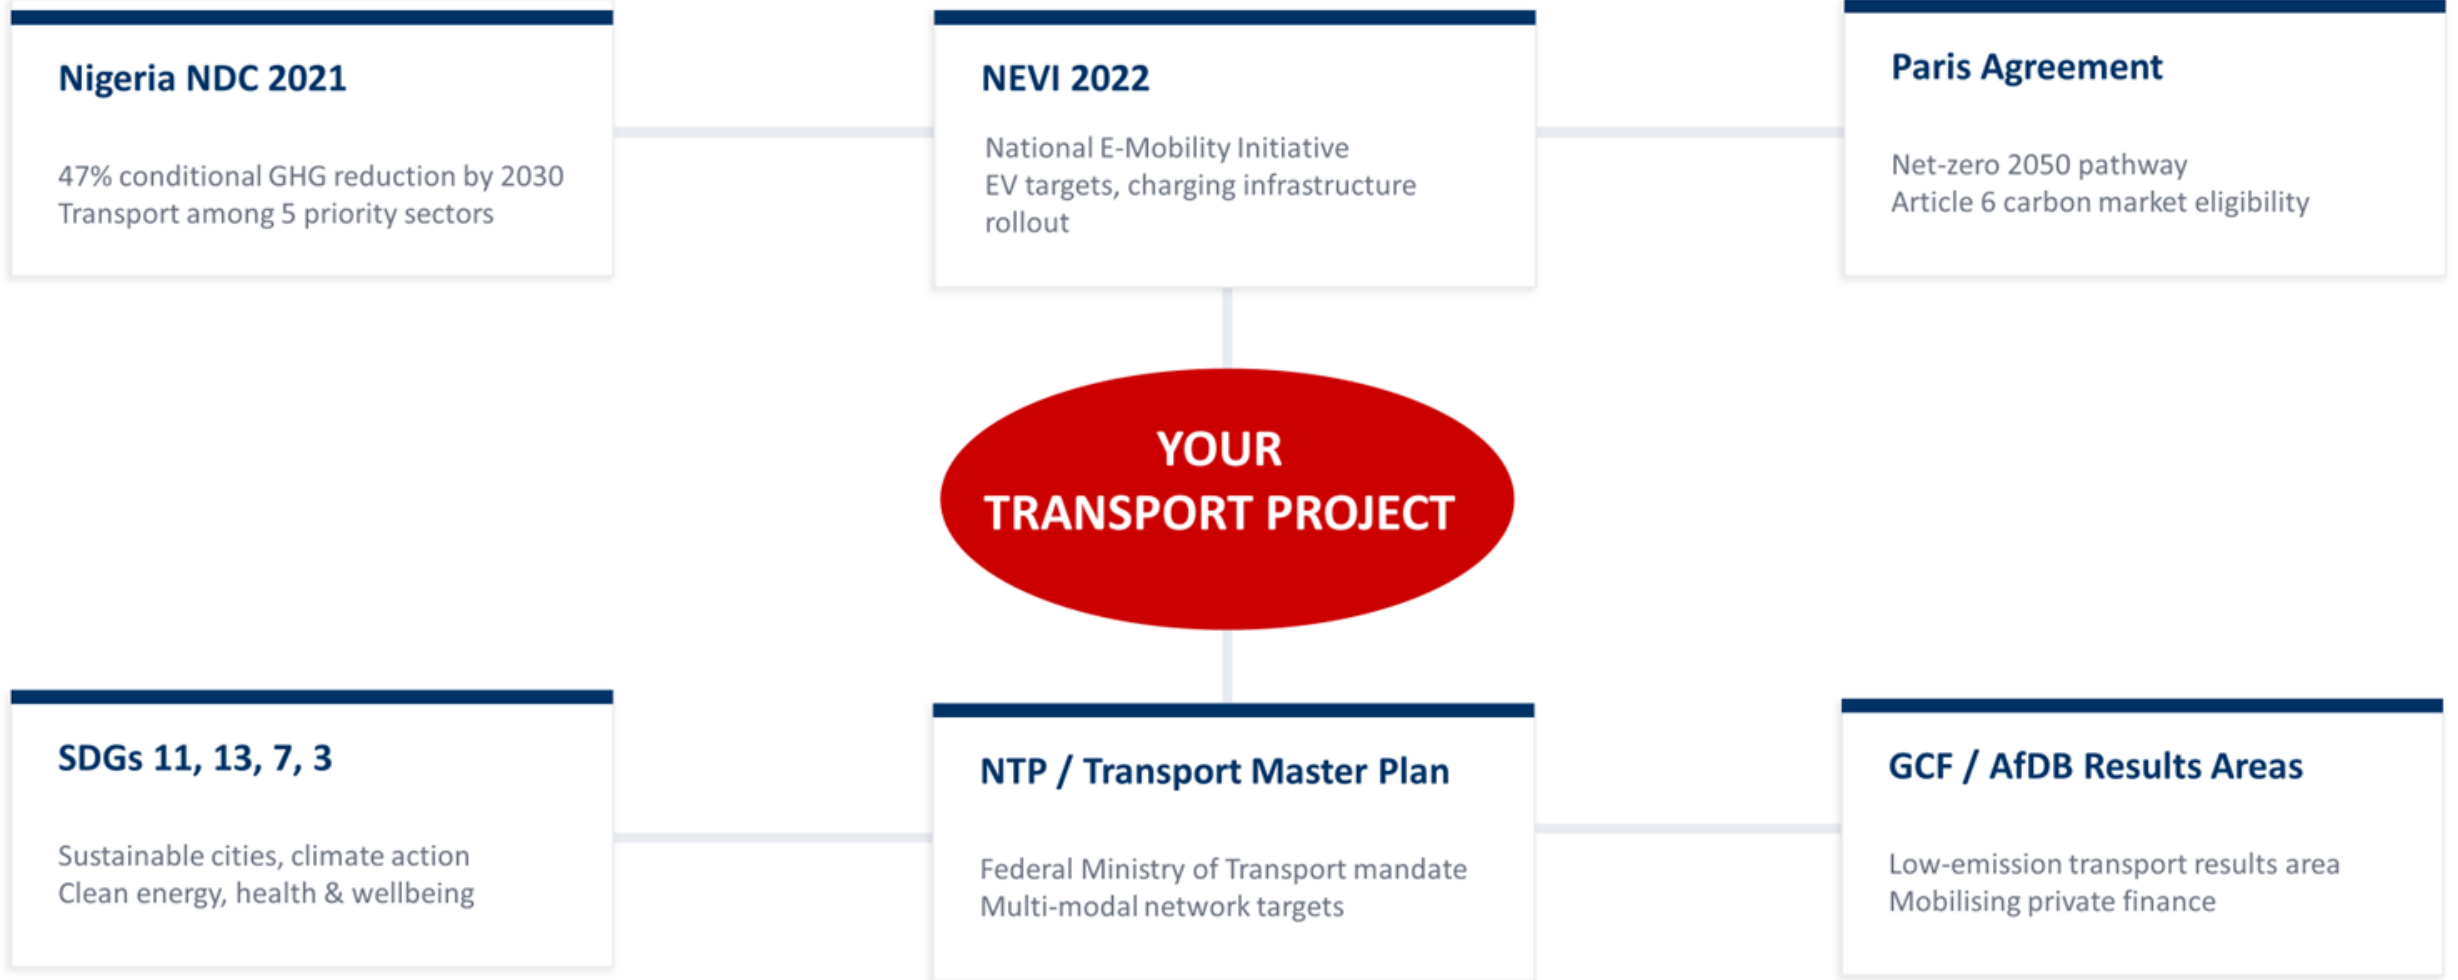 Nigeria NDC 2021
47% conditional GHG reduction by 2030
Transport among 5 priority sectors
NEVI 2022
National E-Mobility Initiative
EV targets, charging infrastructure
rollout
Paris Agreement
Net-zero 2050 pathway
Article 6 carbon market eligibility
YOUR
TRANSPORT PROJECT
SDGs 11, 13, 7, 3
Sustainable cities, climate action
Clean energy, health & wellbeing
NTP / Transport Master Plan
Federal Ministry of Transport mandate
Multi-modal network targets
GCF / AfDB Results Areas
Low-emission transport results area
Mobilising private finance